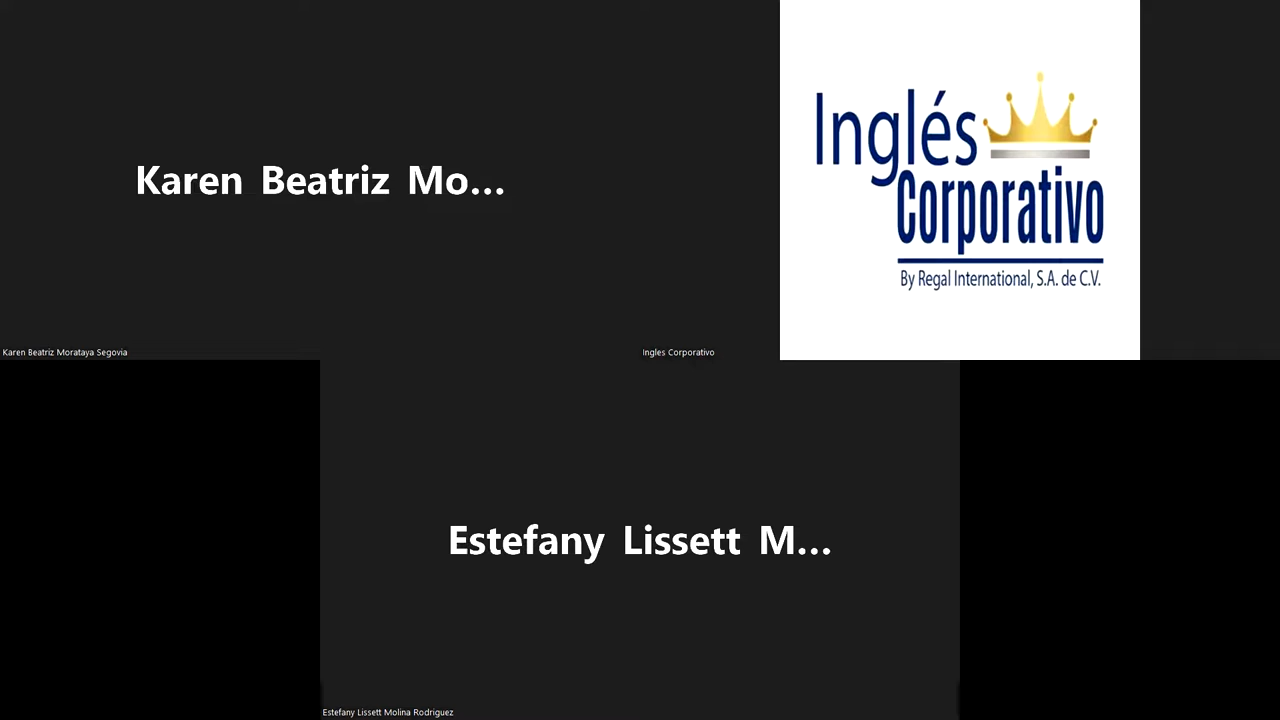 Karen Beatriz Mo...
Inglés
Corporativo
By Regal International, S.A. de C.V.
Karen Beatriz Morataya Segovia
Ingles Corporativo
Estefany Lissett M...
Estefany Lissett Molina Rodriguez